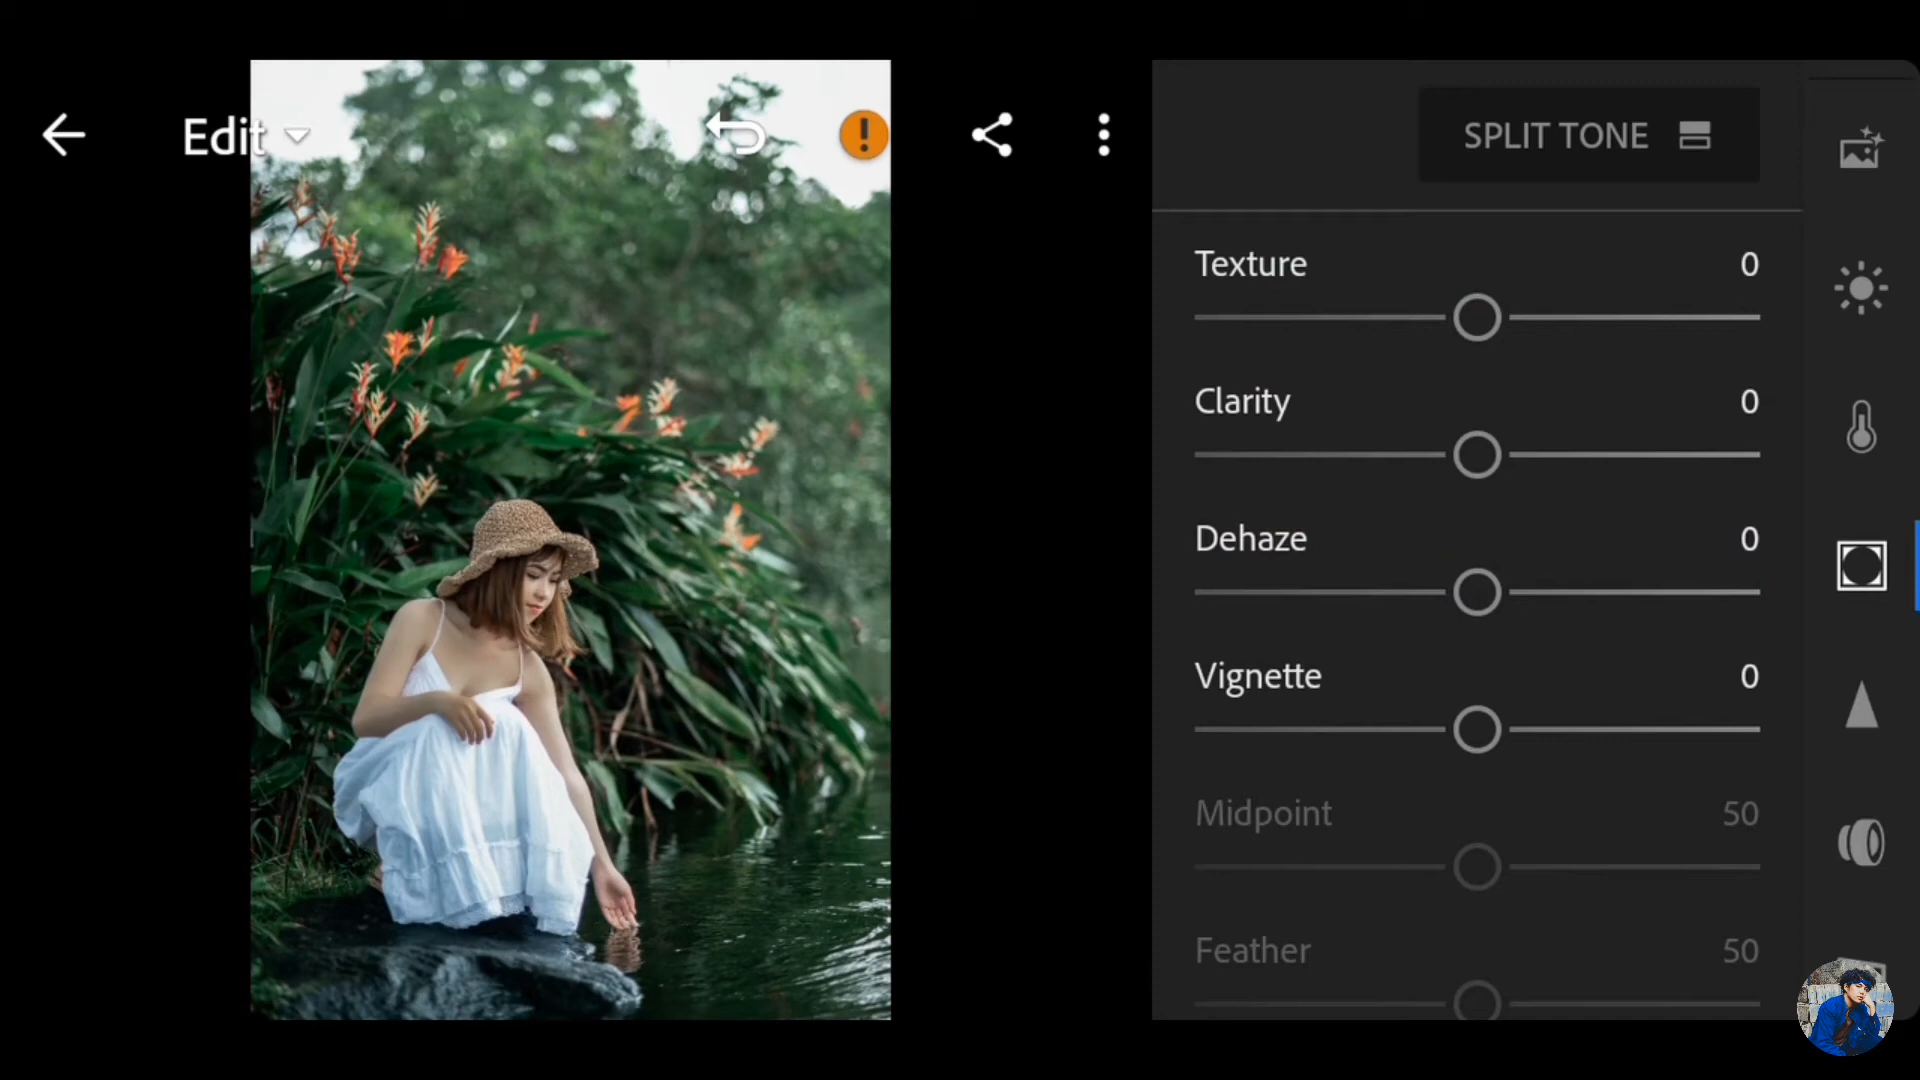 Edit
SPLIT TONE
Texture 0
Clarity 0
Dehaze 0
Vignette 0
Midpoint 50
Feather 50